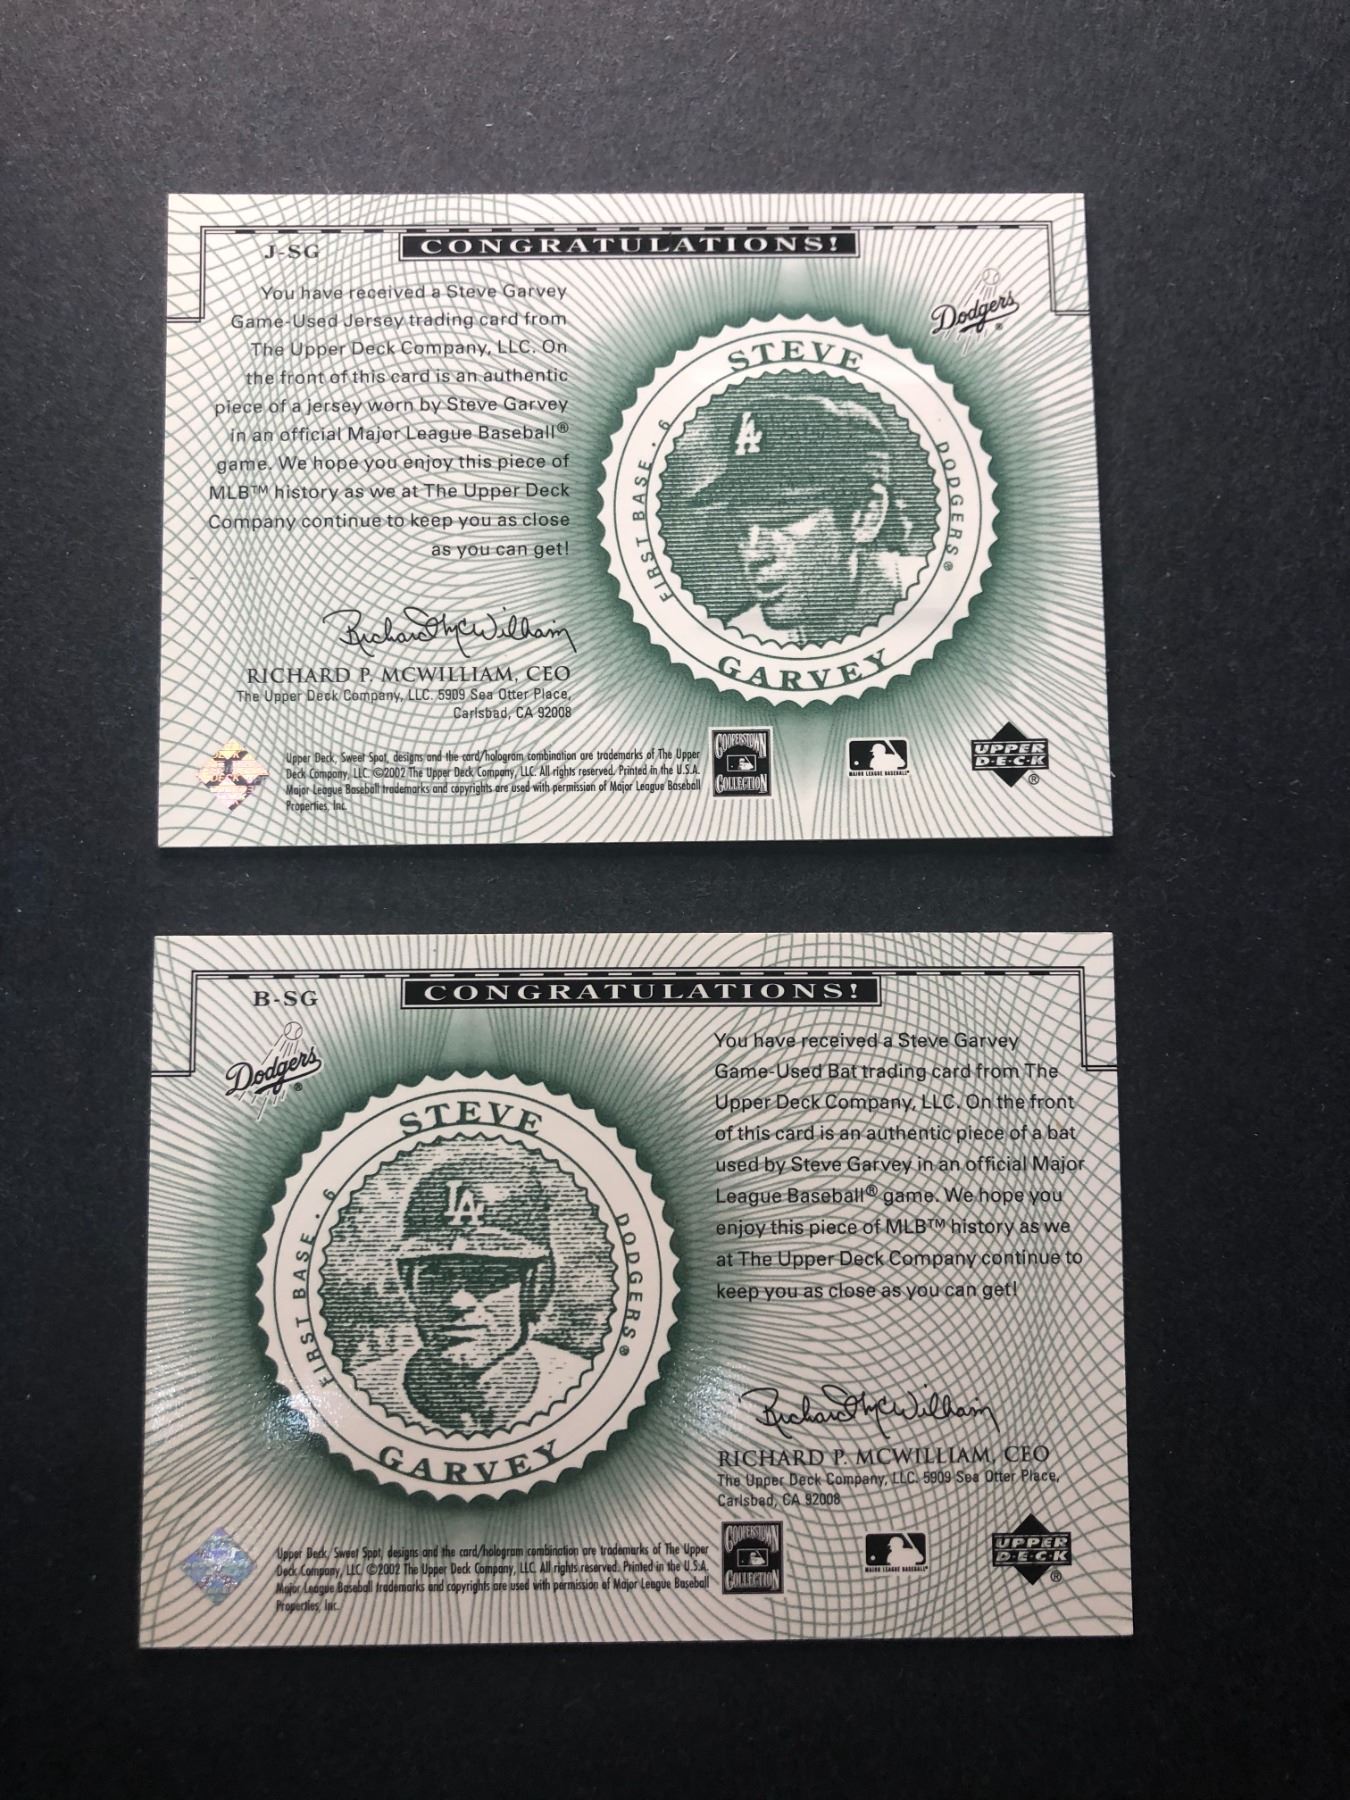 J-SG
CONGRATULATIONS!
You have received a Steve Garvey
Game-Used Jersey trading card from
The Upper Deck Company, LLC. On
the front of this card is an authentic
piece of a jersey worn by Steve Garvey
in an official Major League Baseball®
game. We hope you enjoy this piece of
MLB™ history as we at The Upper Deck
Company continue to keep you as close
as you can get!
Richard McWilliam
RICHARD P. MCWILLIAM, CEO
The Upper Deck Company, LLC. 5909 Sea Otter Place,
Carlsbad, CA 92008
Dodgers®
STEVE
FIRST BASE · 6
LA
DODGERS®
GARVEY
Upper Deck, Sweet Spot, designs and the card/hologram combination are trademarks of The Upper
Deck Company, LLC. ©2002 The Upper Deck Company, LLC. All rights reserved. Printed in the U.S.A.
Major League Baseball trademarks and copyrights are used with permission of Major League Baseball
Properties, Inc.
COOPERSTOWN
COLLECTION
MAJOR LEAGUE BASEBALL®
UPPER
D·E·C·K
®
B-SG
CONGRATULATIONS!
Dodgers®
STEVE
FIRST BASE · 6
LA
DODGERS®
GARVEY
You have received a Steve Garvey
Game-Used Bat trading card from The
Upper Deck Company, LLC. On the front
of this card is an authentic piece of a bat
used by Steve Garvey in an official Major
League Baseball® game. We hope you
enjoy this piece of MLB™ history as we
at The Upper Deck Company continue to
keep you as close as you can get!
Richard McWilliam
RICHARD P. MCWILLIAM, CEO
The Upper Deck Company, LLC. 5909 Sea Otter Place,
Carlsbad, CA 92008
Upper Deck, Sweet Spot, designs and the card/hologram combination are trademarks of The Upper
Deck Company, LLC. ©2002 The Upper Deck Company, LLC. All rights reserved. Printed in the U.S.A.
Major League Baseball trademarks and copyrights are used with permission of Major League Baseball
Properties, Inc.
COOPERSTOWN
COLLECTION
MAJOR LEAGUE BASEBALL®
UPPER
D·E·C·K
®